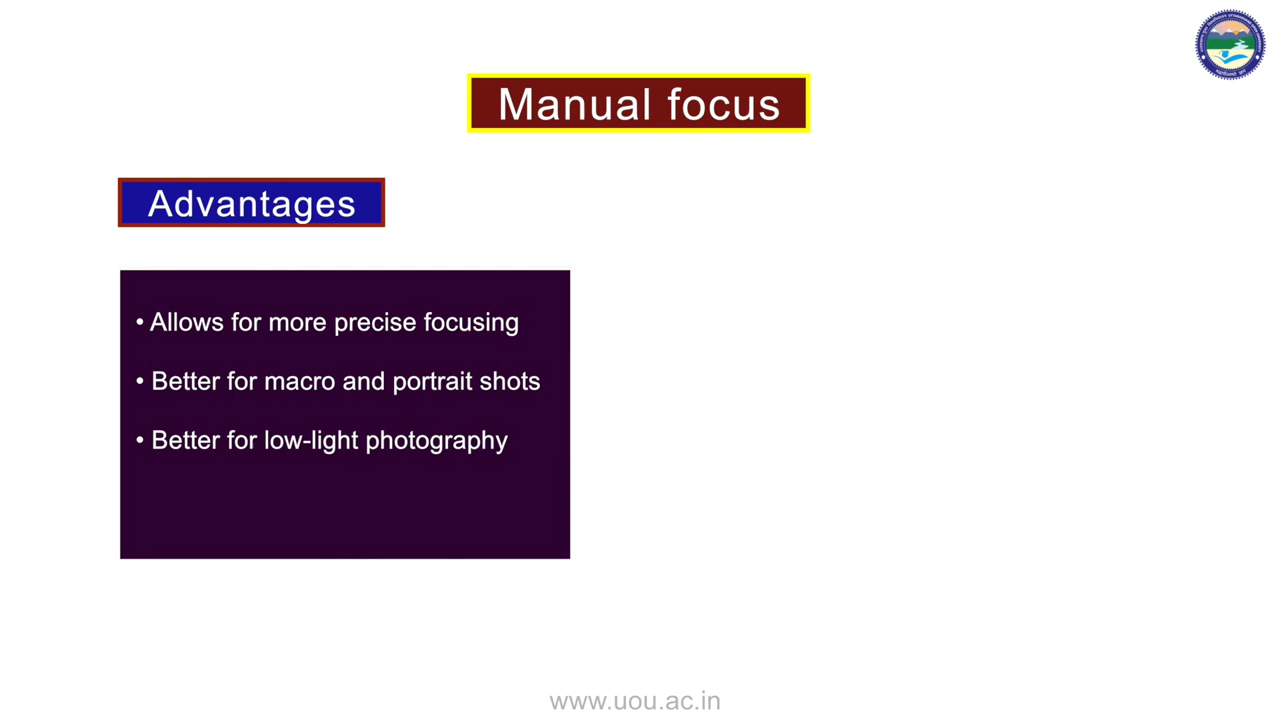 Manual focus
Advantages
• Allows for more precise focusing
• Better for macro and portrait shots
• Better for low-light photography
www.uou.ac.in